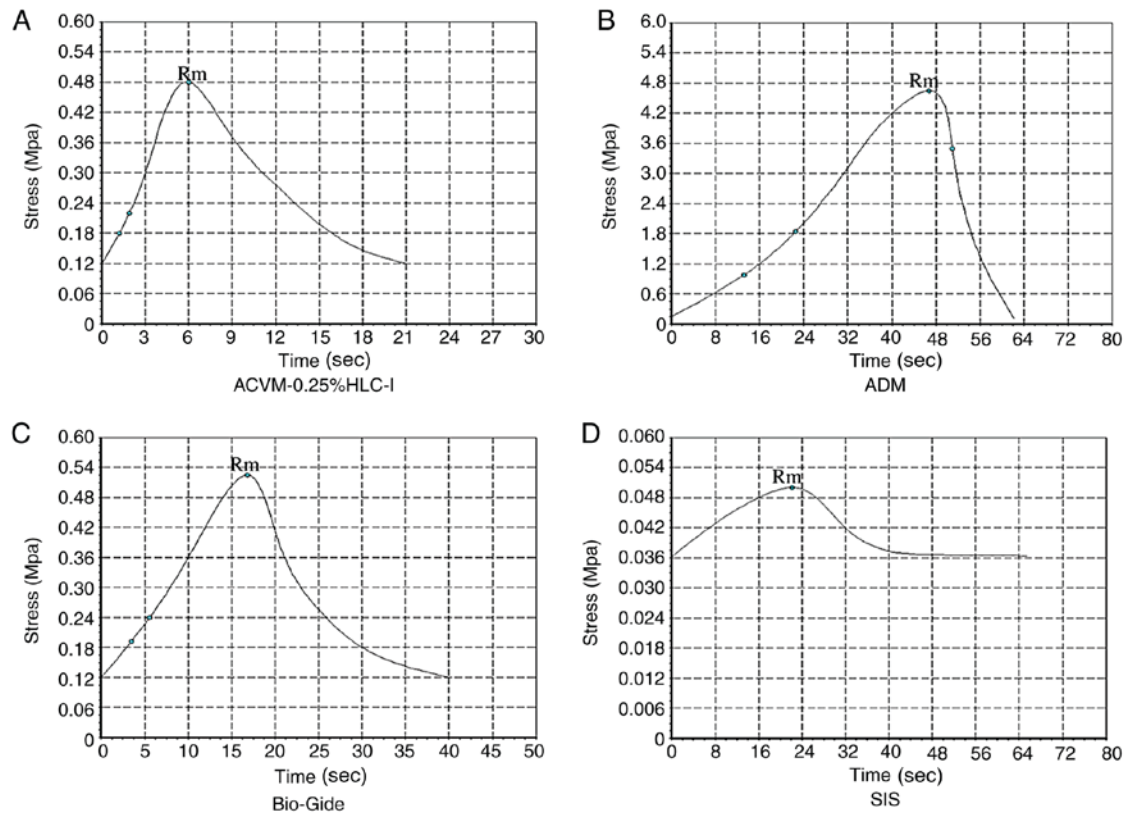 A
0.60
0.54
0.48
0.42
0.36
0.30
0.24
0.18
0.12
0.06
0
Stress (Mpa)
Rm
0 3 6 9 12 15 18 21 24 27 30
Time (sec)
ACVM-0.25%HLC-I
B
6.0
5.4
4.8
4.2
3.6
3.0
2.4
1.8
1.2
0.6
0
Stress (Mpa)
Rm
0 8 16 24 32 40 48 56 64 72 80
Time (sec)
ADM
C
0.60
0.54
0.48
0.42
0.36
0.30
0.24
0.18
0.12
0.06
0
Stress (Mpa)
Rm
0 5 10 15 20 25 30 35 40 45 50
Time (sec)
Bio-Gide
D
0.060
0.054
0.048
0.042
0.036
0.030
0.024
0.018
0.012
0.006
0
Stress (Mpa)
Rm
0 8 16 24 32 40 48 56 64 72 80
Time (sec)
SIS